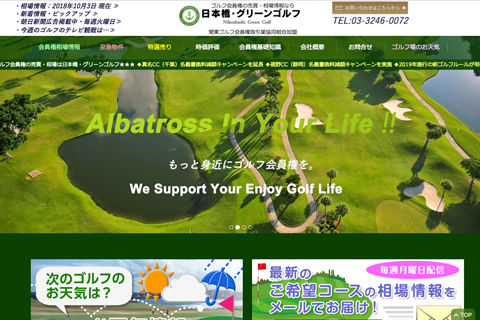 ・相場情報：2018年10月3日 現在 ≫
・新着情報・ピックアップ ≫
・朝日新聞広告掲載中・毎週火曜日≫
・今週のゴルフのテレビ観戦は… ≫
ゴルフ会員権の売買・相場情報なら
日本橋・グリーンゴルフ
Nihonbashi Green Golf
関東ゴルフ会員権取引業協同組合加盟
お問い合わせはこちらから
TEL:03-3246-0072
会員権相場情報 至急物件 特選売り 時価評価 会員権基礎知識 会社概要 お問合せ ゴルフ場のお天気
ルフ会員権の売買・相場は日本橋・グリーンゴルフ★★★ ◆真名CC（千葉）名義書換料減額キャンペーンを延長 ◆裾野CC（静岡）名義書換料減額キャンペーンを実施 ◆2019年施行の新ゴルフルールが明
Albatross In Your Life !!
もっと身近にゴルフ会員権を。
We Support Your Enjoy Golf Life
次のゴルフの
お天気は？
毎週月曜日配信
最新の
ご希望コースの相場情報を
メールでお届け！
TOPへ